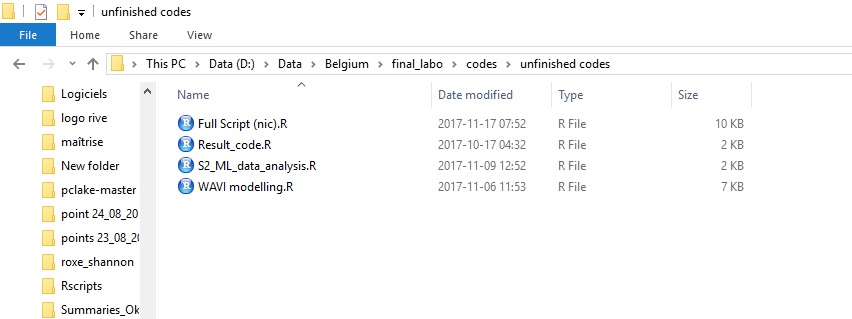 unfinished codes
File Home Share View
This PC Data (D:) Data Belgium final_labo codes unfinished codes
Name Date modified Type Size
Logiciels
logo rive
maîtrise
New folder
pclake-master
point 24_08_20
points 23_08_20
roxe_shannon
Rscripts
Summaries_Ok
Full Script (nic).R 2017-11-17 07:52 R File 10 KB
Result_code.R 2017-10-17 04:32 R File 2 KB
S2_ML_data_analysis.R 2017-11-09 12:52 R File 2 KB
WAVI modelling.R 2017-11-06 11:53 R File 7 KB